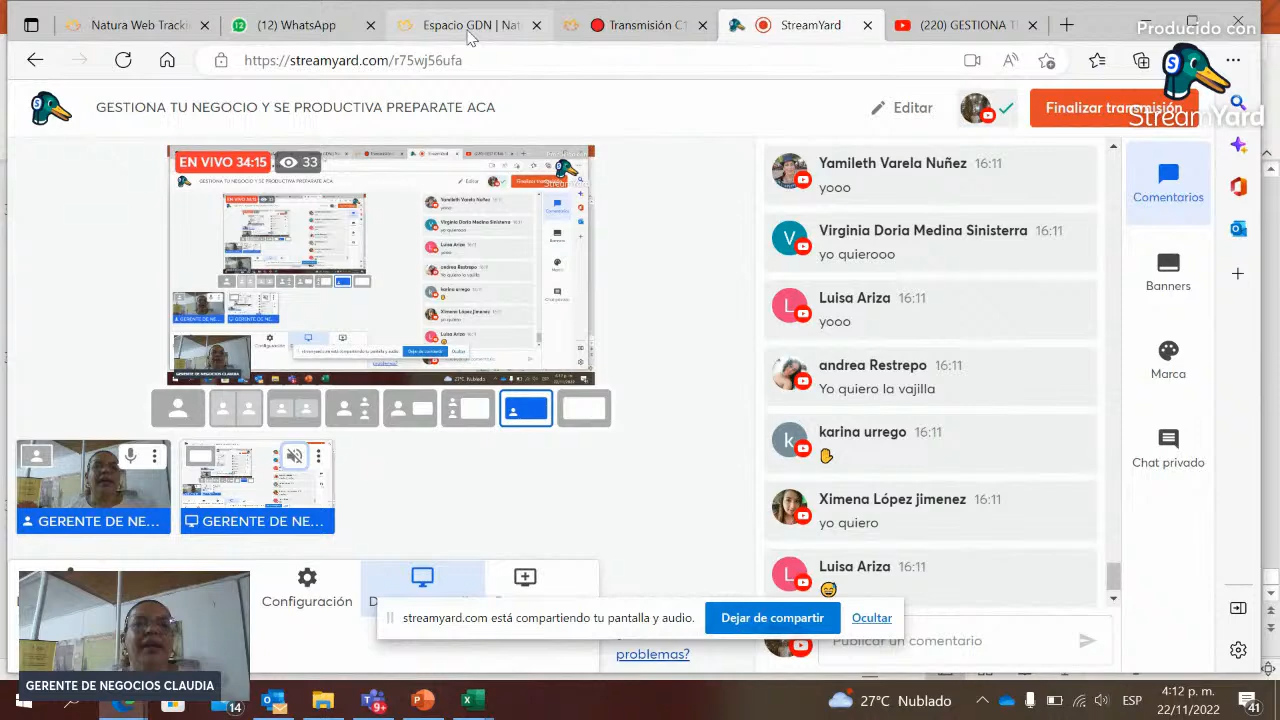 Natura Web Tracki
(12) WhatsApp
Espacio GDN | Nat
Transmisión C1
StreamYard
(220) GESTIONA T
Producido con
StreamYard
https://streamyard.com/r75wj56ufa
GESTIONA TU NEGOCIO Y SE PRODUCTIVA PREPARATE ACA
Editar
Finalizar transmisión
EN VIVO 34:15
33
Yamileth Varela Nuñez 16:11
yooo
Virginia Doria Medina Sinisterra 16:11
yo quierooo
Luisa Ariza 16:11
yooo
andrea Restrepo 16:11
Yo quiero la vajilla
karina urrego 16:11
Ximena López jimenez 16:11
yo quiero
Luisa Ariza 16:11
Comentarios
Banners
Marca
Chat privado
GERENTE DE NE...
GERENTE DE NE...
Configuración
streamyard.com está compartiendo tu pantalla y audio.
Dejar de compartir
Ocultar
problemas?
Publicar un comentario
GERENTE DE NEGOCIOS CLAUDIA
14
9
27°C Nublado
ESP
4:12 p. m.
22/11/2022
41